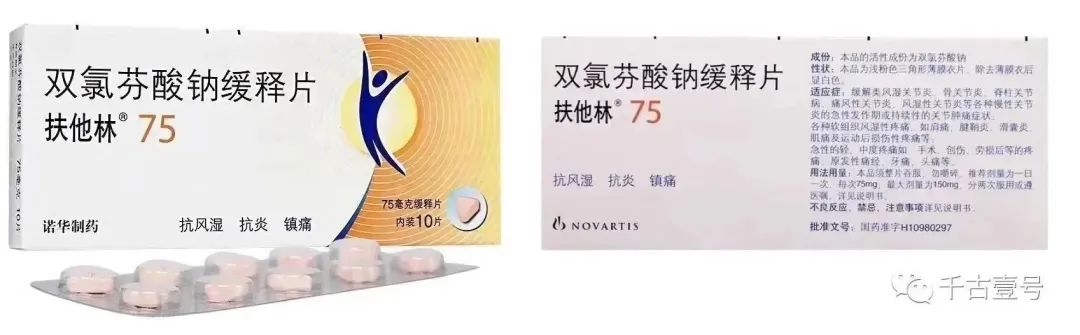 双氯芬酸钠缓释片
75毫克
10片
双氯芬酸钠缓释片
扶他林® 75
诺华制药
抗风湿 抗炎 镇痛
75毫克缓释片
内装10片
双氯芬酸钠缓释片
扶他林® 75
抗风湿 抗炎 镇痛
NOVARTIS
成份：本品的活性成份为双氯芬酸钠
性状：本品为浅粉色三角形薄膜衣片，除去薄膜衣后
显白色。
适应症：缓解类风湿关节炎、骨关节炎、脊柱关节
病、痛风性关节炎、风湿性关节炎等各种慢性关节
炎的急性发作期或持续性的关节肿痛症状。
各种软组织风湿性疼痛，如肩痛、腱鞘炎、滑囊炎、
肌痛及运动后损伤性疼痛等。
急性的轻、中度疼痛如 手术、创伤、劳损后等的疼
痛，原发性痛经，牙痛，头痛等。
用法用量：本品须整片吞服，勿嚼碎。推荐剂量为一日
一次，每次75mg，最大剂量为150mg，分两次服用或遵
医嘱。详见说明书。
不良反应、禁忌、注意事项详见说明书。
批准文号：国药准字H10980297
千古壹号